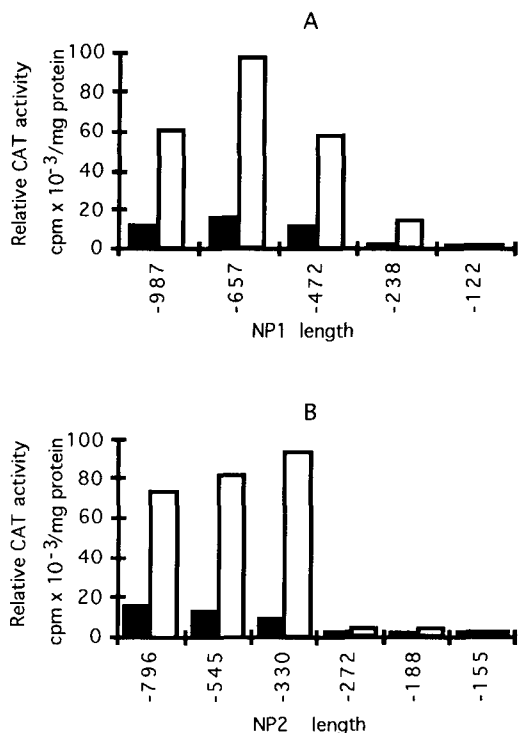 A
Relative CAT activity
cpm x 10⁻³/mg protein
100
80
60
40
20
0
-987
-657
-472
-238
-122
NP1 length
B
Relative CAT activity
cpm x 10⁻³/mg protein
100
80
60
40
20
0
-796
-545
-330
-272
-188
-155
NP2 length